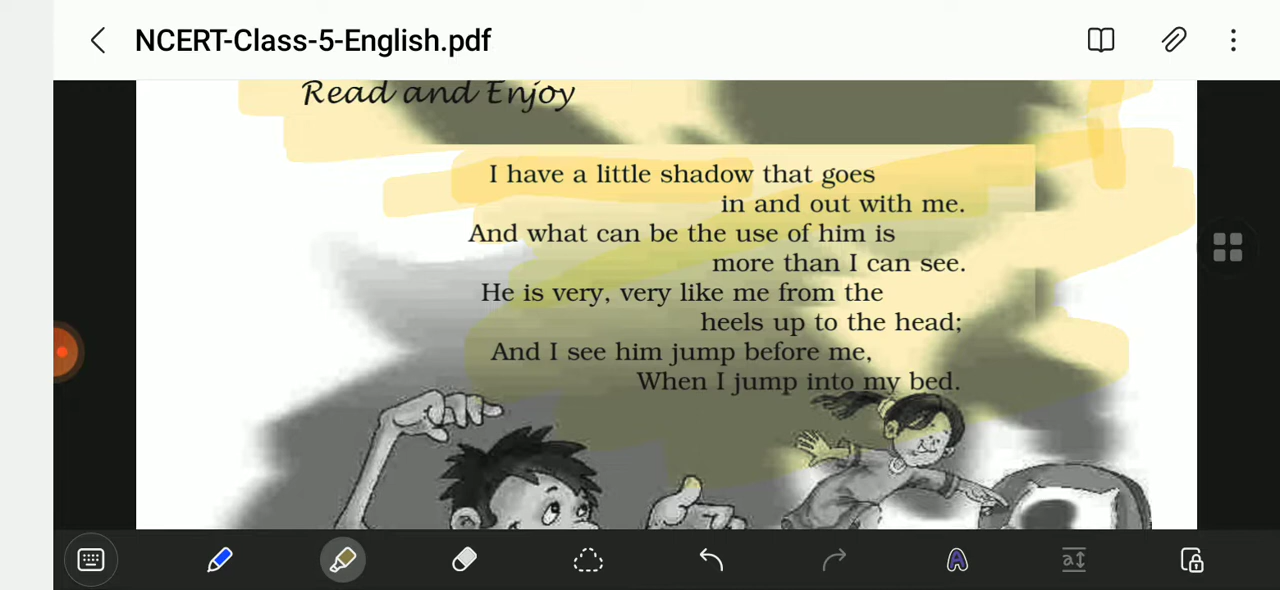 NCERT-Class-5-English.pdf
Read and Enjoy
I have a little shadow that goes
in and out with me.
And what can be the use of him is
more than I can see.
He is very, very like me from the
heels up to the head;
And I see him jump before me,
When I jump into my bed.
A
a